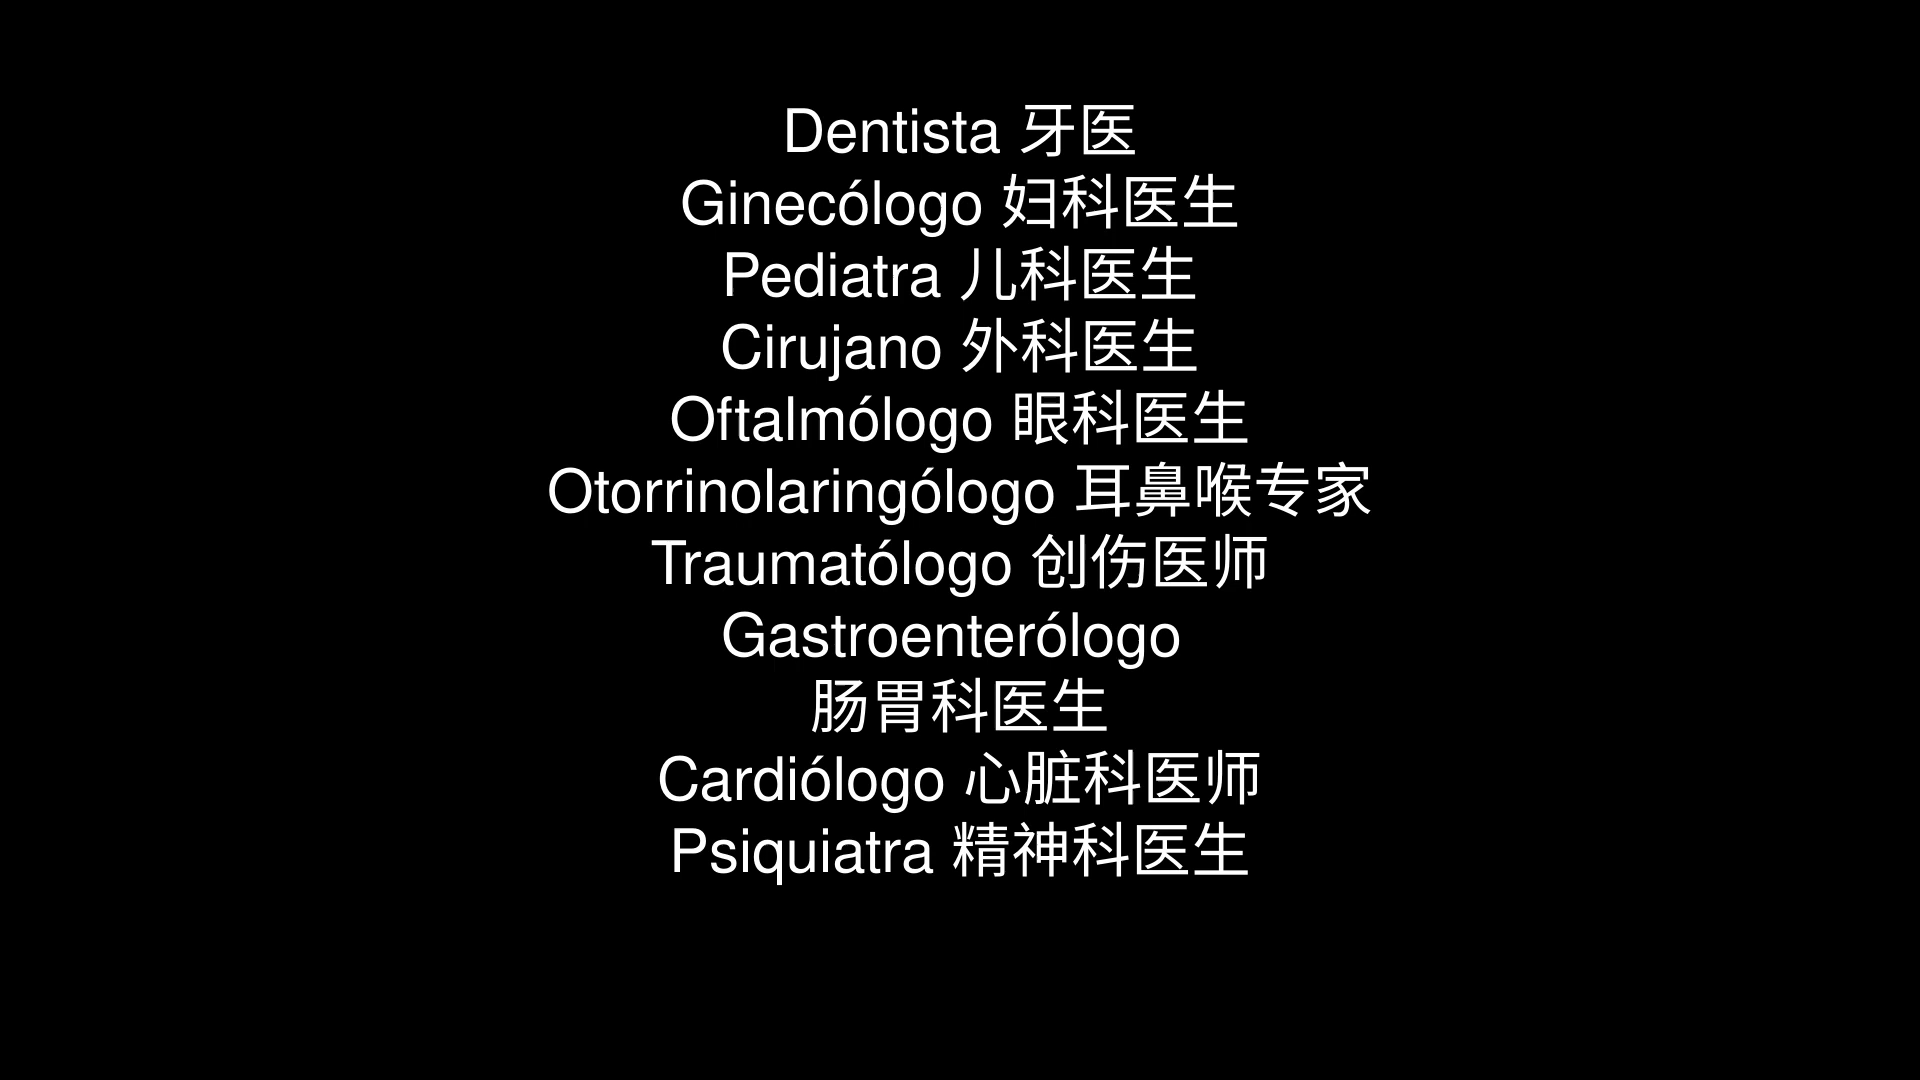 Dentista 牙医
Ginecólogo 妇科医生
Pediatra 儿科医生
Cirujano 外科医生
Oftalmólogo 眼科医生
Otorrinolaringólogo 耳鼻喉专家
Traumatólogo 创伤医师
Gastroenterólogo
肠胃科医生
Cardiólogo 心脏科医师
Psiquiatra 精神科医生